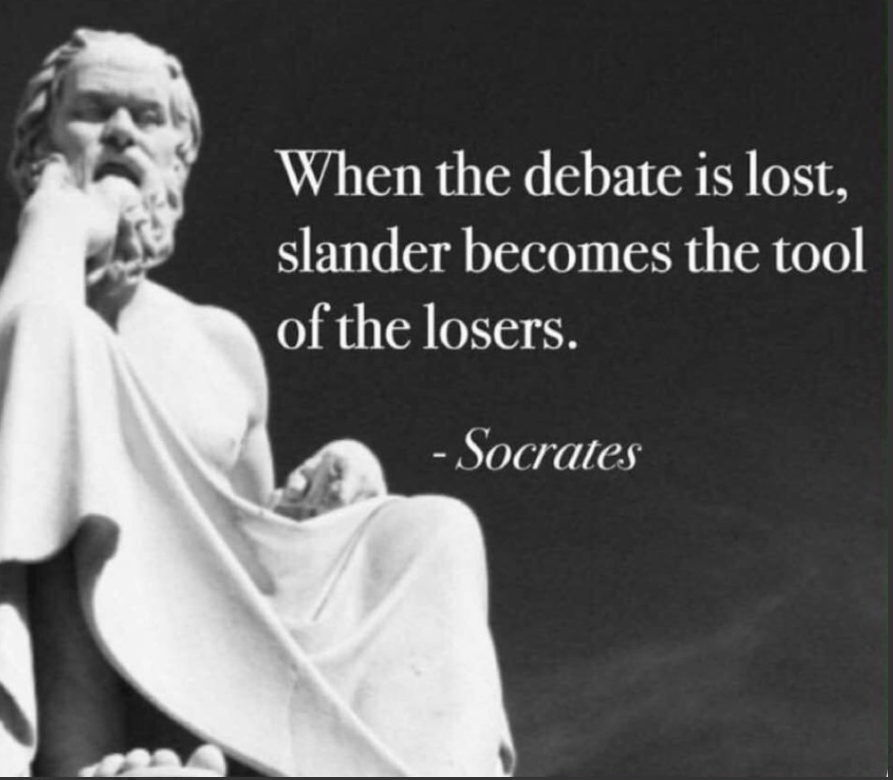 When the debate is lost,
slander becomes the tool
of the losers.
- Socrates